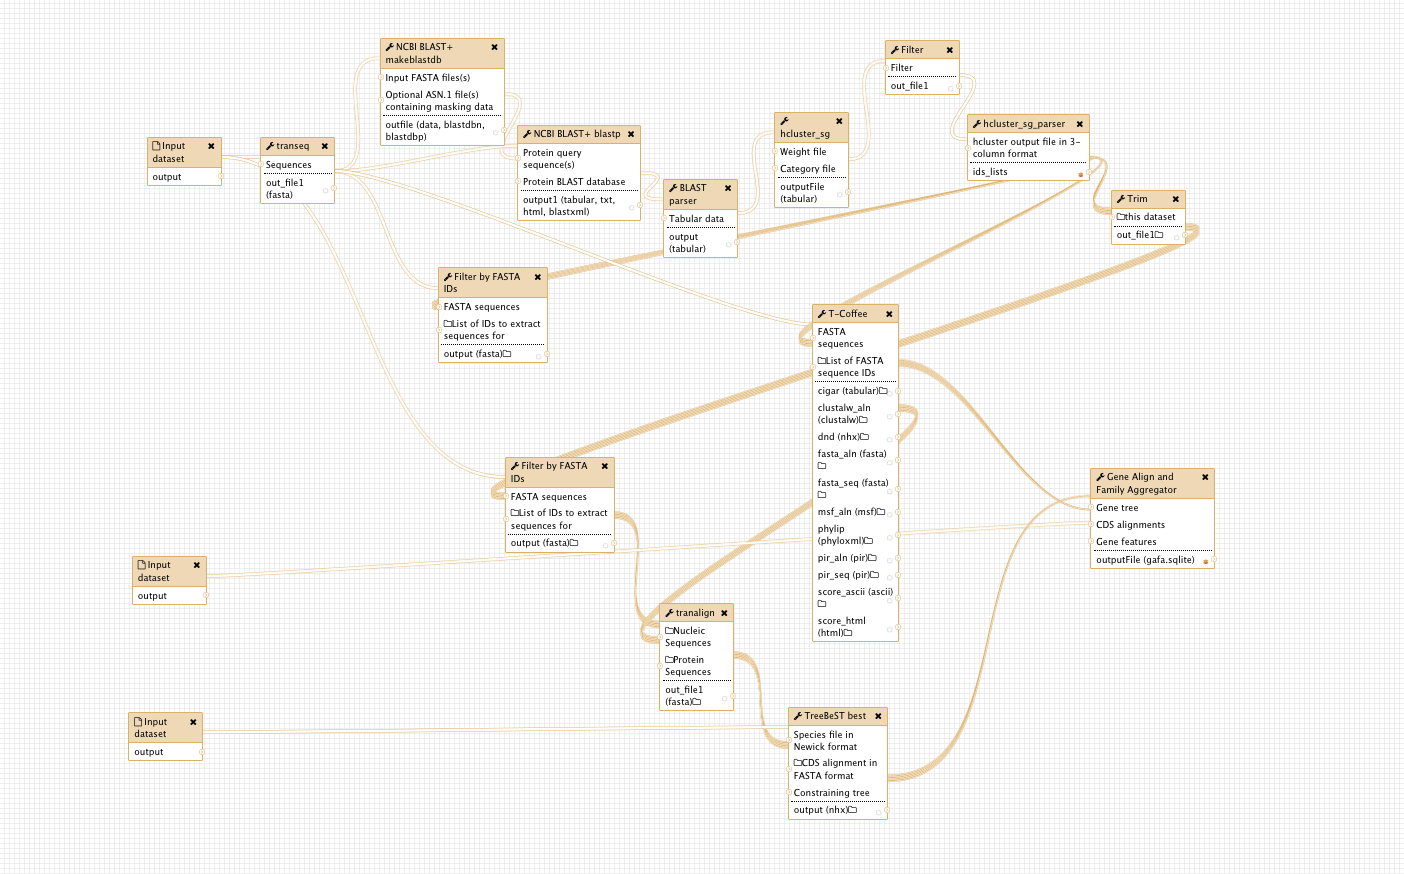 NCBI BLAST+
makeblastdb
Input FASTA files(s)
Optional ASN.1 file(s)
containing masking data
outfile (data, blastdbn,
blastdbp)
Filter
Filter
out_file1
Input
dataset
output
transeq
Sequences
out_file1
(fasta)
NCBI BLAST+ blastp
Protein query
sequence(s)
Protein BLAST database
output1 (tabular, txt,
html, blastxml)
hcluster_sg
Weight file
Category file
outputFile
(tabular)
hcluster_sg_parser
hcluster output file in 3-
column format
ids_lists
BLAST
parser
Tabular data
output
(tabular)
Trim
this dataset
out_file1
Filter by FASTA
IDs
FASTA sequences
List of IDs to extract
sequences for
output (fasta)
T-Coffee
FASTA
sequences
List of FASTA
sequence IDs
cigar (tabular)
clustalw_aln
(clustalw)
dnd (nhx)
fasta_aln (fasta)
fasta_seq (fasta)
msf_aln (msf)
phylip
(phyloxml)
pir_aln (pir)
pir_seq (pir)
score_ascii (ascii)
score_html
(html)
Filter by FASTA
IDs
FASTA sequences
List of IDs to extract
sequences for
output (fasta)
Gene Align and
Family Aggregator
Gene tree
CDS alignments
Gene features
outputFile (gafa.sqlite)
Input
dataset
output
tranalign
Nucleic
Sequences
Protein
Sequences
out_file1
(fasta)
Input
dataset
output
TreeBeST best
Species file in
Newick format
CDS alignment in
FASTA format
Constraining tree
output (nhx)